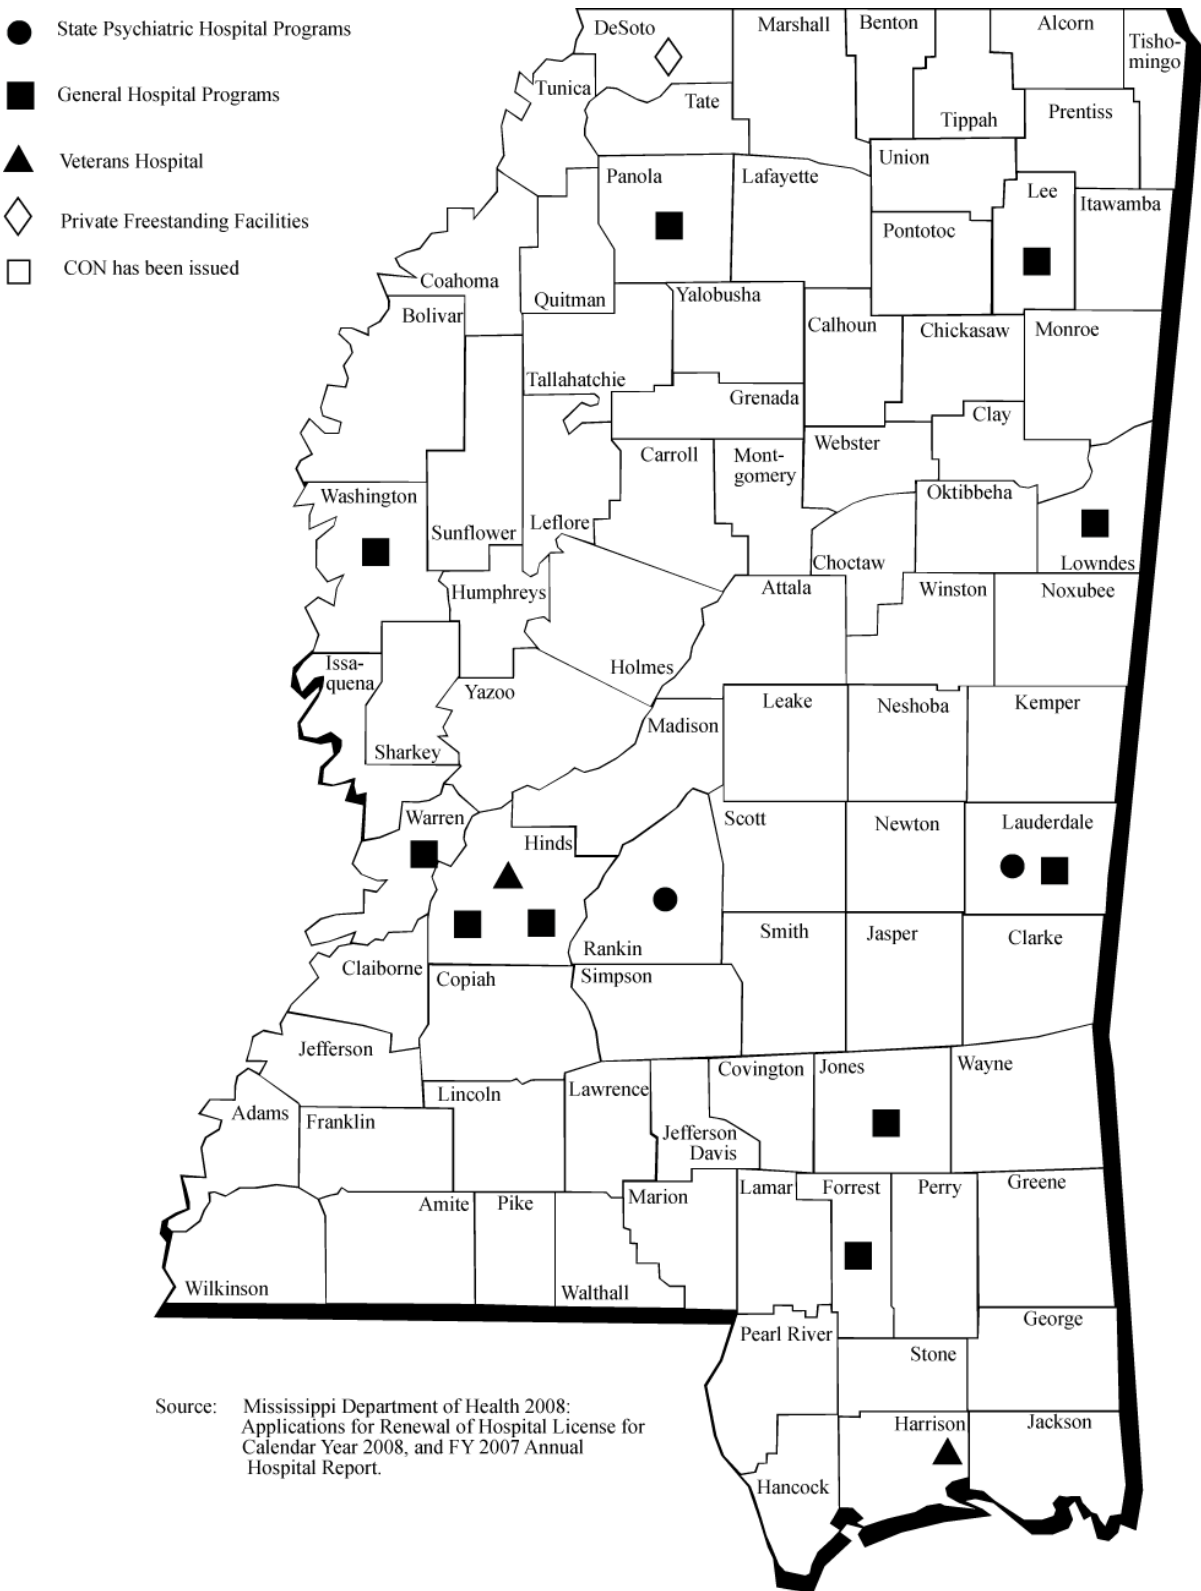 State Psychiatric Hospital Programs
General Hospital Programs
Veterans Hospital
Private Freestanding Facilities
CON has been issued
DeSoto
Marshall
Benton
Alcorn
Tisho-
mingo
Tunica
Tate
Tippah
Prentiss
Union
Panola
Lafayette
Lee
Itawamba
Pontotoc
Coahoma
Quitman
Yalobusha
Bolivar
Calhoun
Chickasaw
Monroe
Tallahatchie
Grenada
Clay
Carroll
Mont-
gomery
Webster
Washington
Oktibbeha
Sunflower
Leflore
Choctaw
Lowndes
Humphreys
Attala
Winston
Noxubee
Issa-
quena
Holmes
Yazoo
Leake
Neshoba
Kemper
Madison
Sharkey
Warren
Scott
Newton
Lauderdale
Hinds
Rankin
Smith
Jasper
Clarke
Claiborne
Copiah
Simpson
Jefferson
Covington
Jones
Wayne
Lincoln
Lawrence
Adams
Franklin
Jefferson
Davis
Amite
Pike
Marion
Lamar
Forrest
Perry
Greene
Wilkinson
Walthall
Pearl River
George
Stone
Harrison
Jackson
Hancock
Source: Mississippi Department of Health 2008:
Applications for Renewal of Hospital License for
Calendar Year 2008, and FY 2007 Annual
Hospital Report.